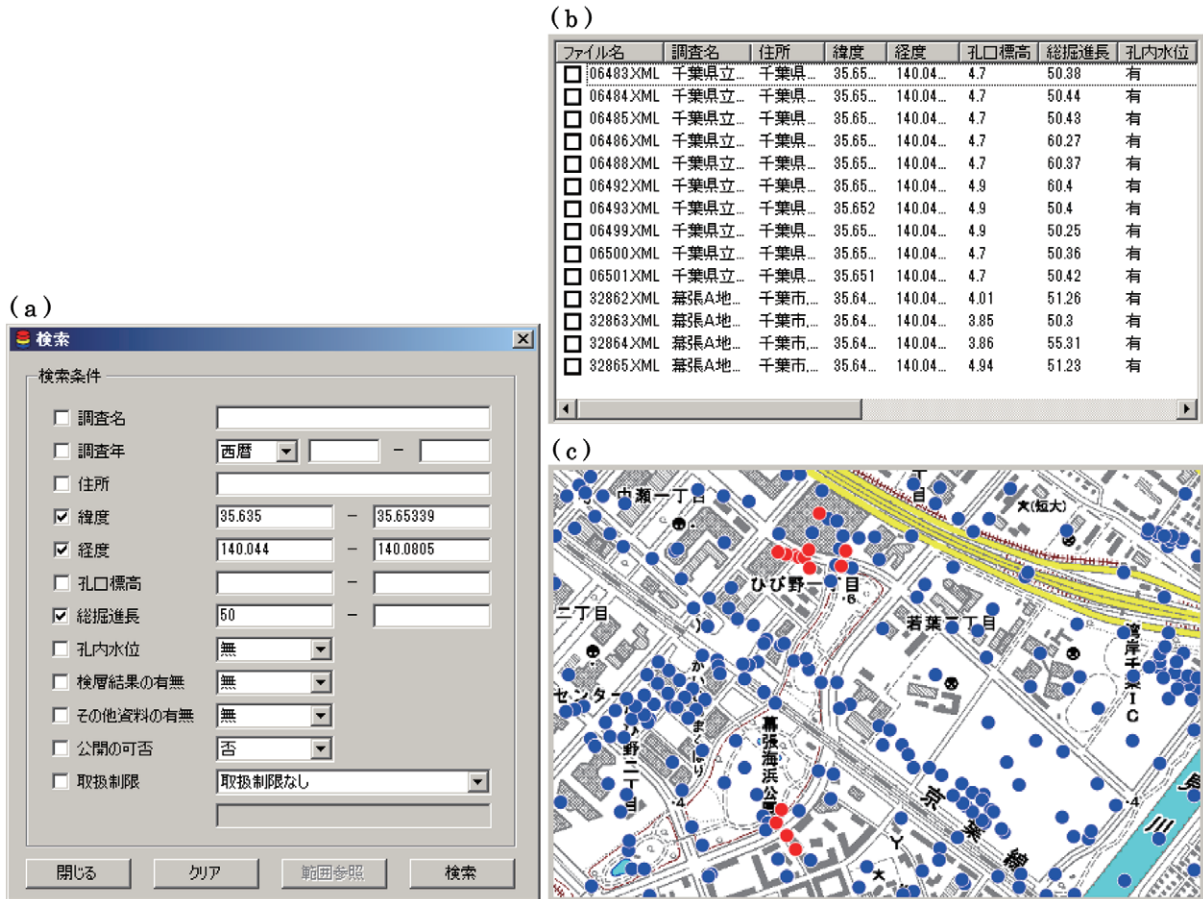 (a)
検索
検索条件
調査名
調査年 西暦 −
住所
緯度 35.635 − 35.65339
経度 140.044 − 140.0805
孔口標高 −
総掘進長 50 −
孔内水位 無
検層結果の有無 無
その他資料の有無 無
公開の可否 否
取扱制限 取扱制限なし
閉じる クリア 範囲参照 検索
(b)
ファイル名 調査名 住所 緯度 経度 孔口標高 総掘進長 孔内水位
06483.XML 千葉県立... 千葉県... 35.65... 140.04... 4.7 50.38 有
06484.XML 千葉県立... 千葉県... 35.65... 140.04... 4.7 50.44 有
06485.XML 千葉県立... 千葉県... 35.65... 140.04... 4.7 50.43 有
06486.XML 千葉県立... 千葉県... 35.65... 140.04... 4.7 60.27 有
06488.XML 千葉県立... 千葉県... 35.65... 140.04... 4.7 60.37 有
06492.XML 千葉県立... 千葉県... 35.65... 140.04... 4.9 60.4 有
06493.XML 千葉県立... 千葉県... 35.652 140.04... 4.9 50.4 有
06499.XML 千葉県立... 千葉県... 35.65... 140.04... 4.9 50.25 有
06500.XML 千葉県立... 千葉県... 35.65... 140.04... 4.7 50.36 有
06501.XML 千葉県立... 千葉県... 35.651 140.04... 4.7 50.42 有
32862.XML 幕張A地... 千葉市,... 35.64... 140.04... 4.01 51.26 有
32863.XML 幕張A地... 千葉市,... 35.64... 140.04... 3.85 50.3 有
32864.XML 幕張A地... 千葉市,... 35.64... 140.04... 3.86 55.31 有
32865.XML 幕張A地... 千葉市,... 35.64... 140.04... 4.94 51.23 有
(c)
中瀬一丁目
丁目
大(短大)
ひび野一丁目
·6
二丁目
若葉一丁目
湾岸千葉IC
センター
び野二丁目
幕張海浜公園
·4
·4
京葉線
川
Y
大